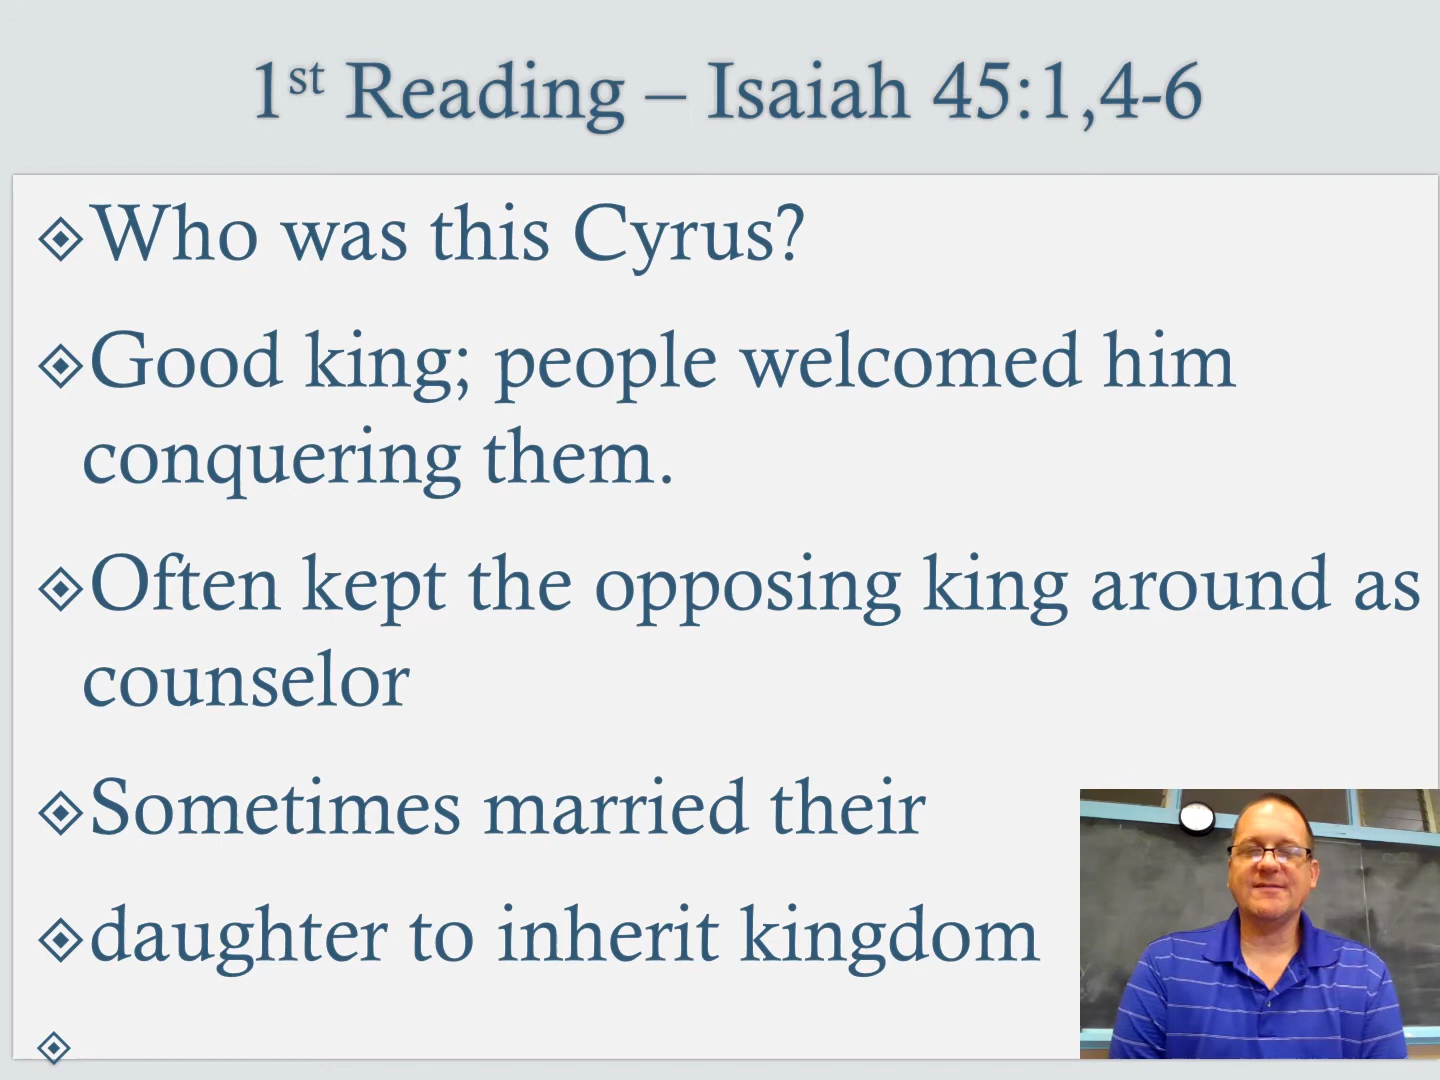 1st Reading – Isaiah 45:1,4-6
Who was this Cyrus?
Good king; people welcomed him
conquering them.
Often kept the opposing king around as
counselor
Sometimes married their
daughter to inherit kingdom